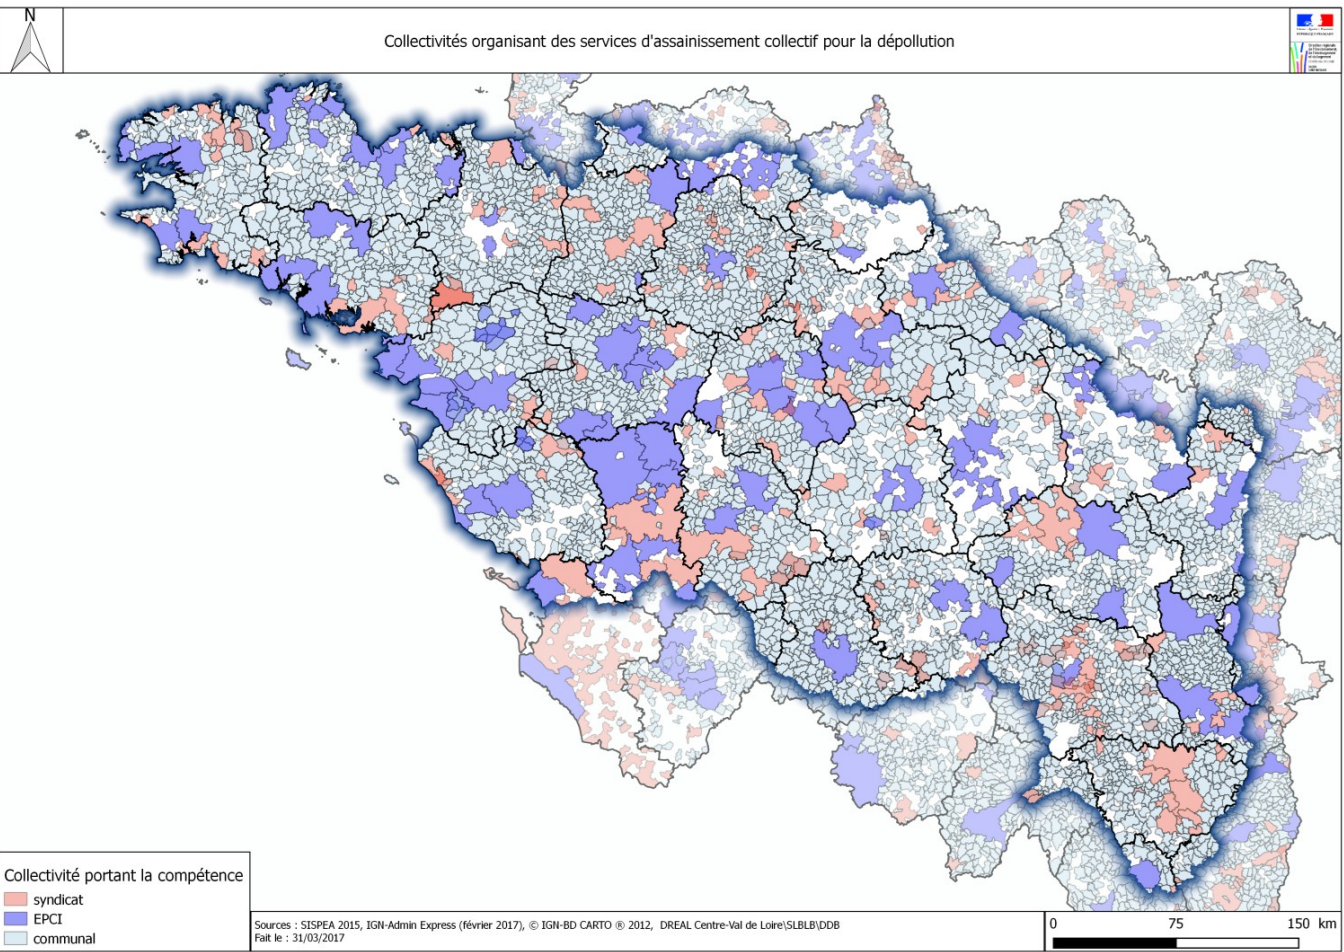 N
Collectivités organisant des services d'assainissement collectif pour la dépollution
Collectivité portant la compétence
syndicat
EPCI
communal
Sources : SISPEA 2015, IGN-Admin Express (février 2017), © IGN-BD CARTO ® 2012, DREAL Centre-Val de Loire\SLBLB\DDB
Fait le : 31/03/2017
0 75 150 km